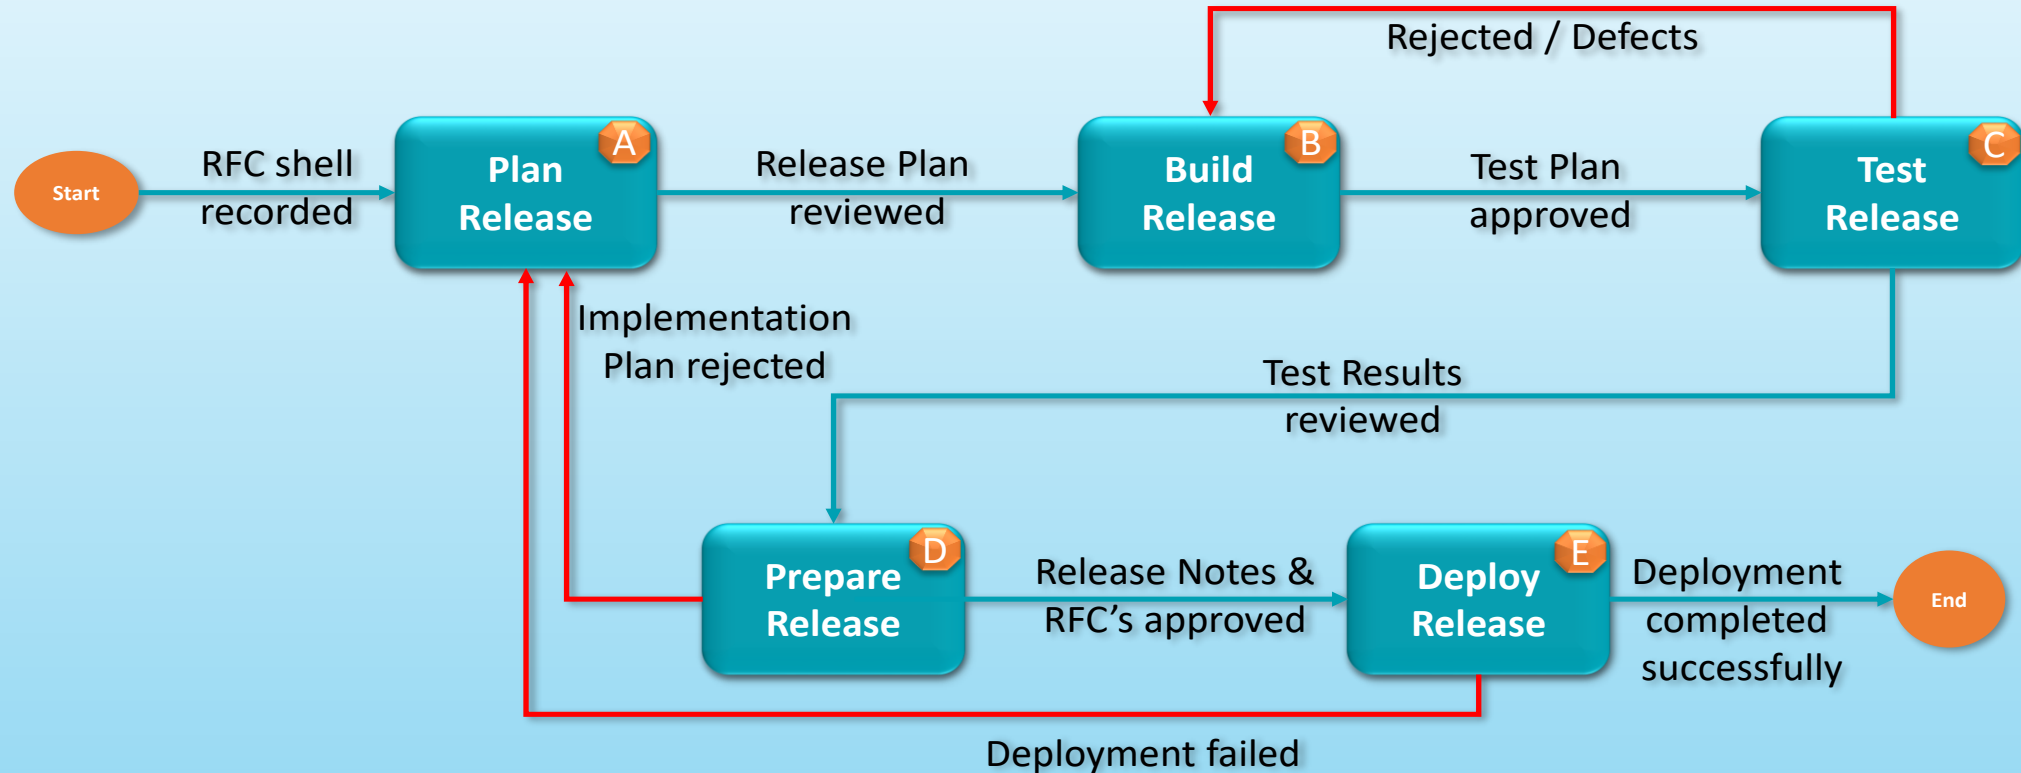 Rejected / Defects
Start
RFC shell
recorded
A
Plan
Release
Release Plan
reviewed
B
Build
Release
Test Plan
approved
C
Test
Release
Implementation
Plan rejected
Test Results
reviewed
D
Prepare
Release
Release Notes &
RFC’s approved
E
Deploy
Release
Deployment
completed
successfully
End
Deployment failed